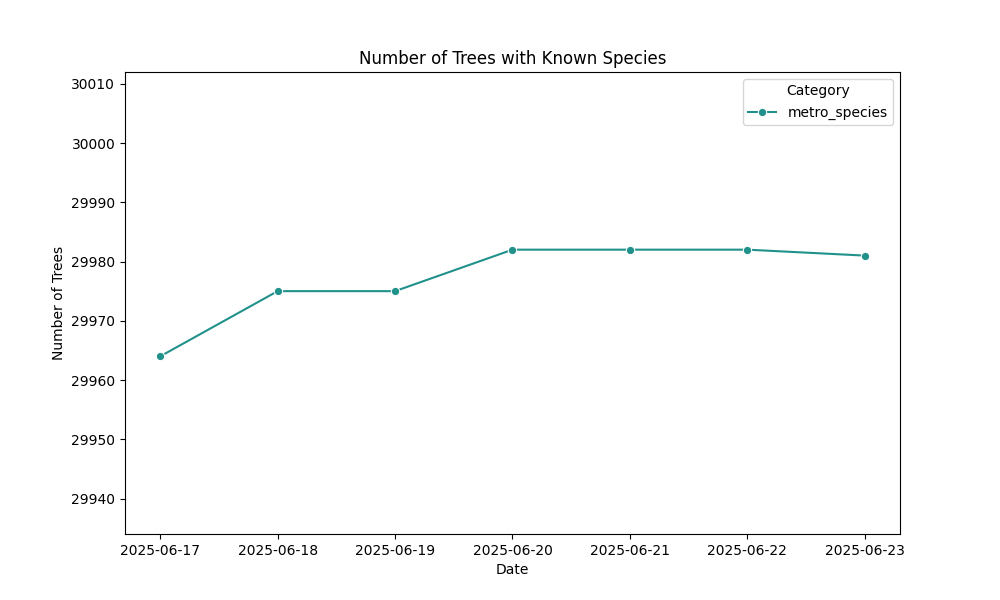 Number of Trees with Known Species
Category
metro_species
30010
30000
29990
29980
29970
29960
29950
29940
Number of Trees
2025-06-17 2025-06-18 2025-06-19 2025-06-20 2025-06-21 2025-06-22 2025-06-23
Date